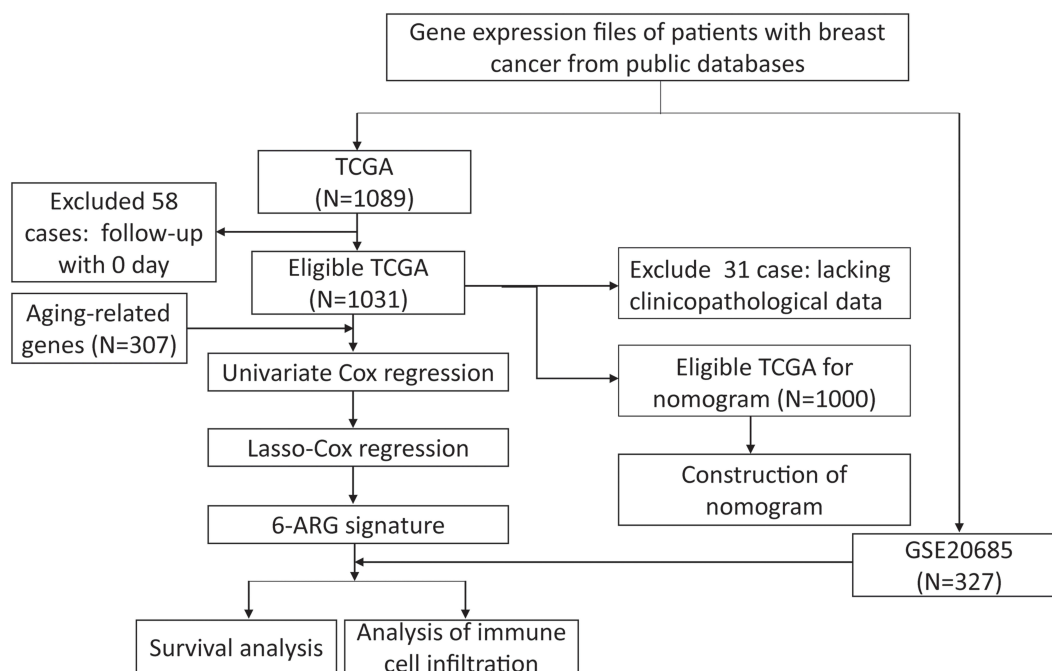 Gene expression files of patients with breast
cancer from public databases
TCGA
(N=1089)
Excluded 58
cases:  follow-up
with 0 day
Eligible TCGA
(N=1031)
Exclude  31 case: lacking
clinicopathological data
Aging-related
genes (N=307)
Univariate Cox regression
Eligible TCGA for
nomogram (N=1000)
Lasso-Cox regression
Construction of
nomogram
6-ARG signature
GSE20685
(N=327)
Survival analysis
Analysis of immune
cell infiltration